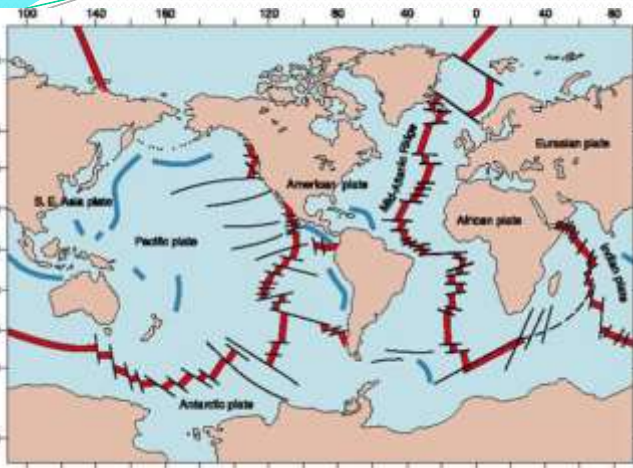 100 140 160 120 80 40 0 40 80
Eurasian plate
Mid-Atlantic Ridge
American plate
S. E. Asia plate
African plate
Pacific plate
Indian plate
Antarctic plate